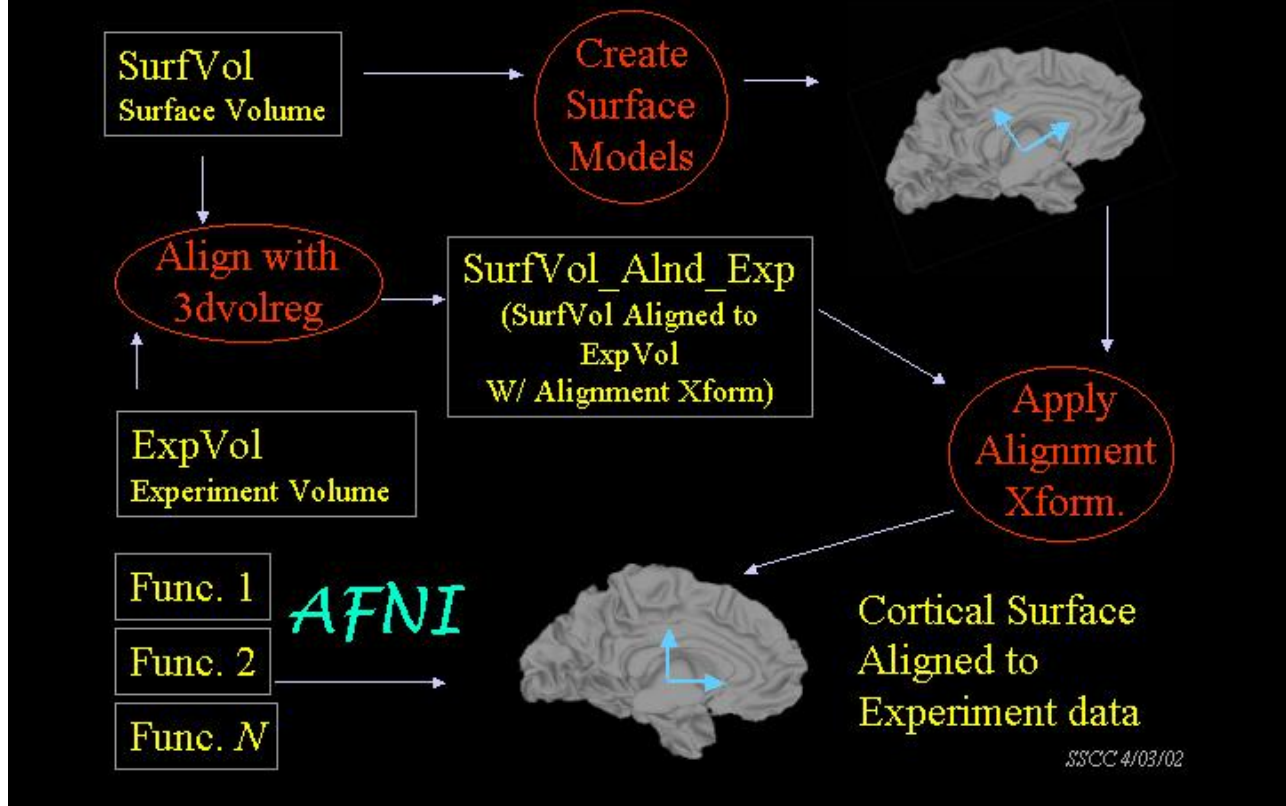 SurfVol
Surface Volume
Create
Surface
Models
Align with
3dvolreg
SurfVol_Alnd_Exp
(SurfVol Aligned to
ExpVol
W/ Alignment Xform)
Apply
Alignment
Xform.
ExpVol
Experiment Volume
Func. 1
Func. 2
Func. N
AFNI
Cortical Surface
Aligned to
Experiment data
SSCC 4/03/02